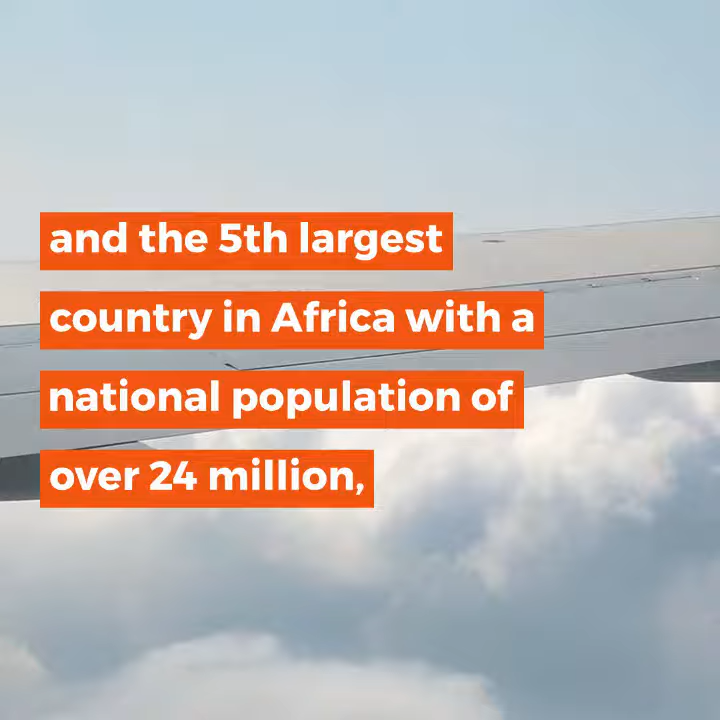 and the 5th largest
country in Africa with a
national population of
over 24 million,